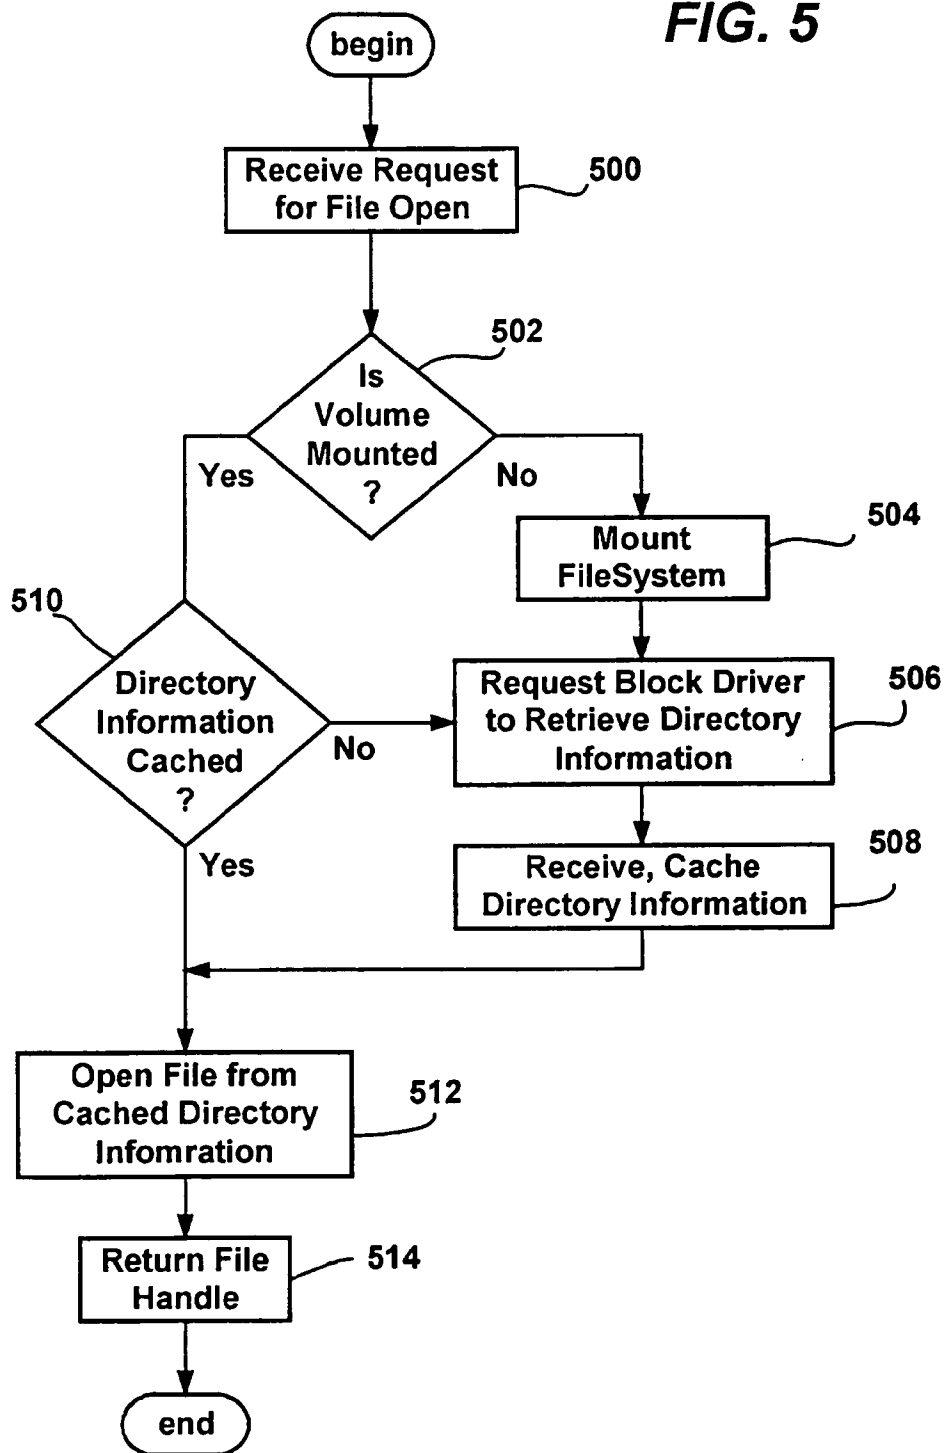 FIG. 5
begin
Receive Request
for File Open
500
502
Is
Volume
Mounted
?
Yes
No
504
Mount
FileSystem
510
Directory
Information
Cached
?
No
Yes
506
Request Block Driver
to Retrieve Directory
Information
508
Receive, Cache
Directory Information
Open File from
Cached Directory
Infomration
512
Return File
Handle
514
end